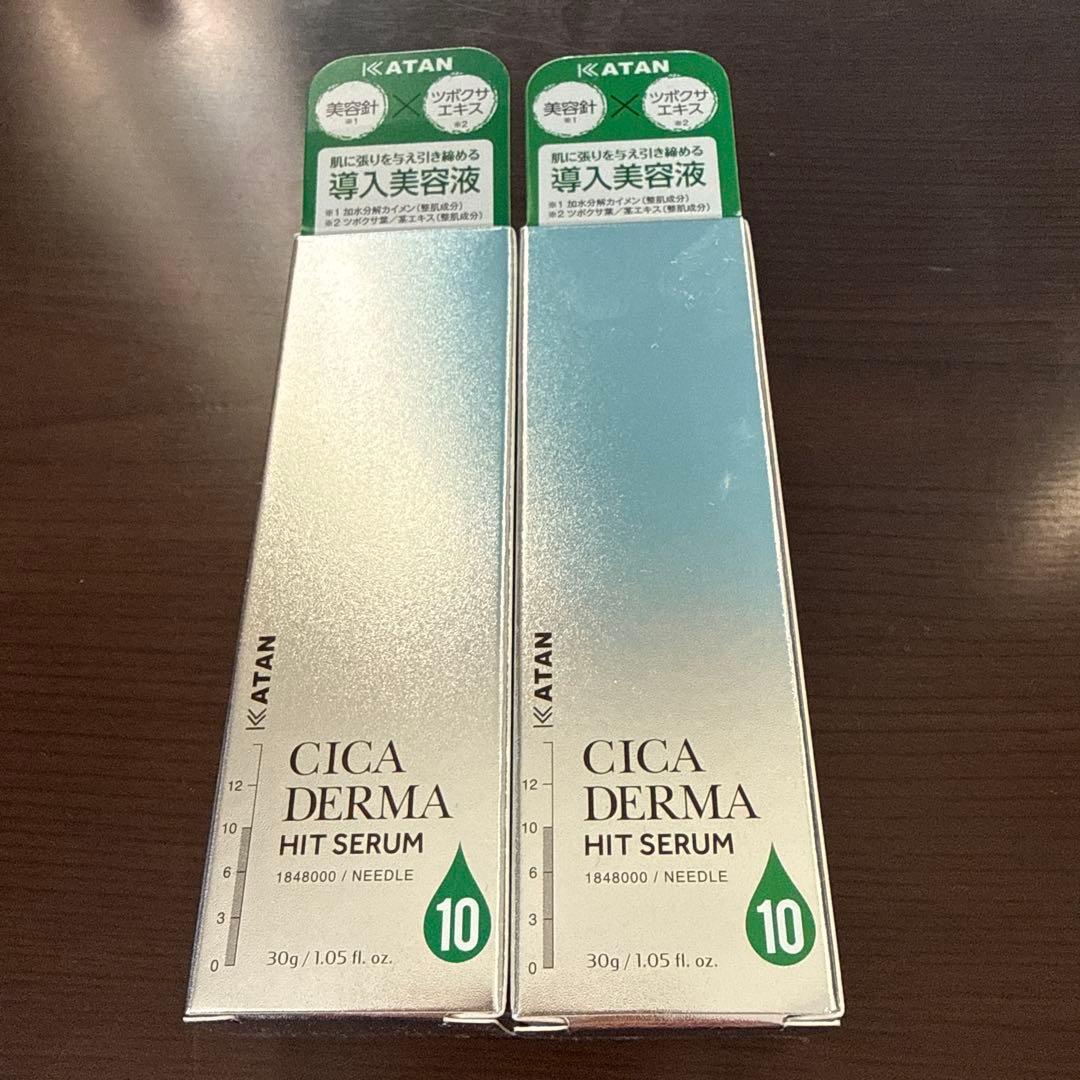 KATAN
美容針
※1
×
ツボクサ
エキス
※2
肌に張りを与え引き締める
導入美容液
※1 加水分解カイメン(整肌成分)
※2 ツボクサ葉/茎エキス(整肌成分)
KATAN
CICA
DERMA
HIT SERUM
1848000 / NEEDLE
10
30g / 1.05 fl. oz.
12
10
6
3
0
KATAN
美容針
※1
×
ツボクサ
エキス
※2
肌に張りを与え引き締める
導入美容液
※1 加水分解カイメン(整肌成分)
※2 ツボクサ葉/茎エキス(整肌成分)
KATAN
CICA
DERMA
HIT SERUM
1848000 / NEEDLE
10
30g / 1.05 fl. oz.
12
10
6
3
0